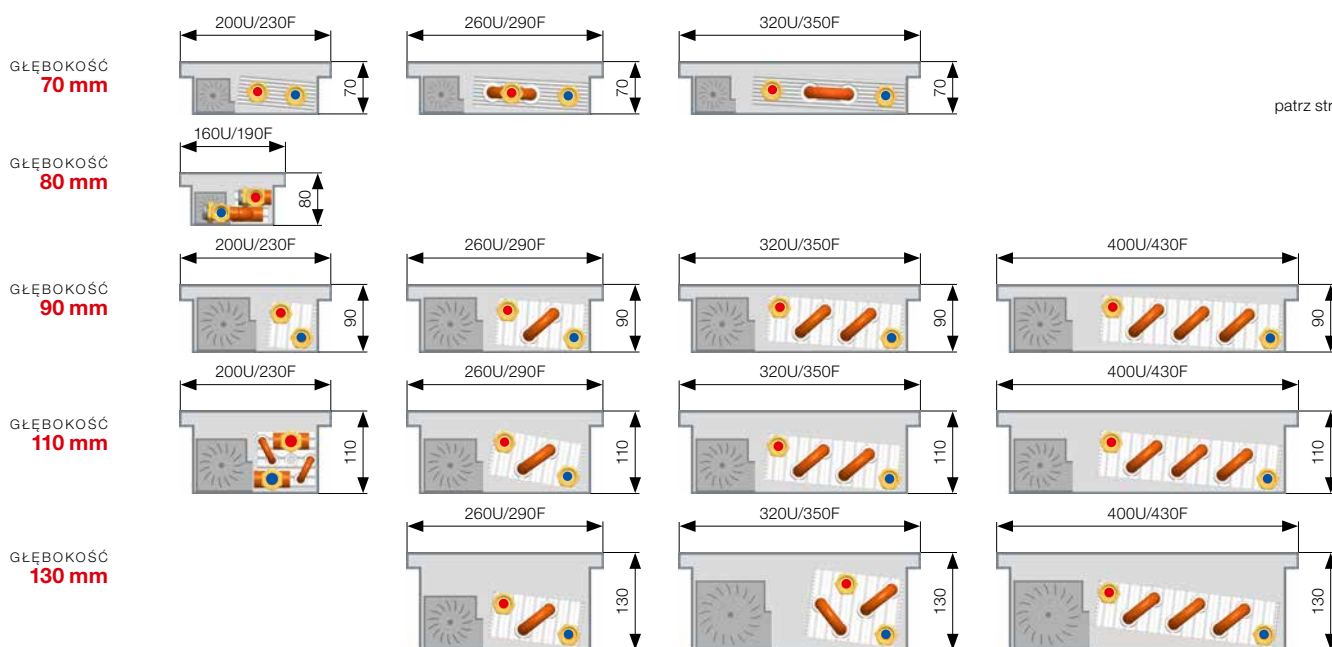 200U/230F 260U/290F 320U/350F
GŁĘBOKOŚĆ
70 mm
70 70 70
patrz str
160U/190F
GŁĘBOKOŚĆ
80 mm
80
200U/230F 260U/290F 320U/350F 400U/430F
GŁĘBOKOŚĆ
90 mm
90 90 90 90
200U/230F 260U/290F 320U/350F 400U/430F
GŁĘBOKOŚĆ
110 mm
110 110 110 110
260U/290F 320U/350F 400U/430F
GŁĘBOKOŚĆ
130 mm
130 130 130